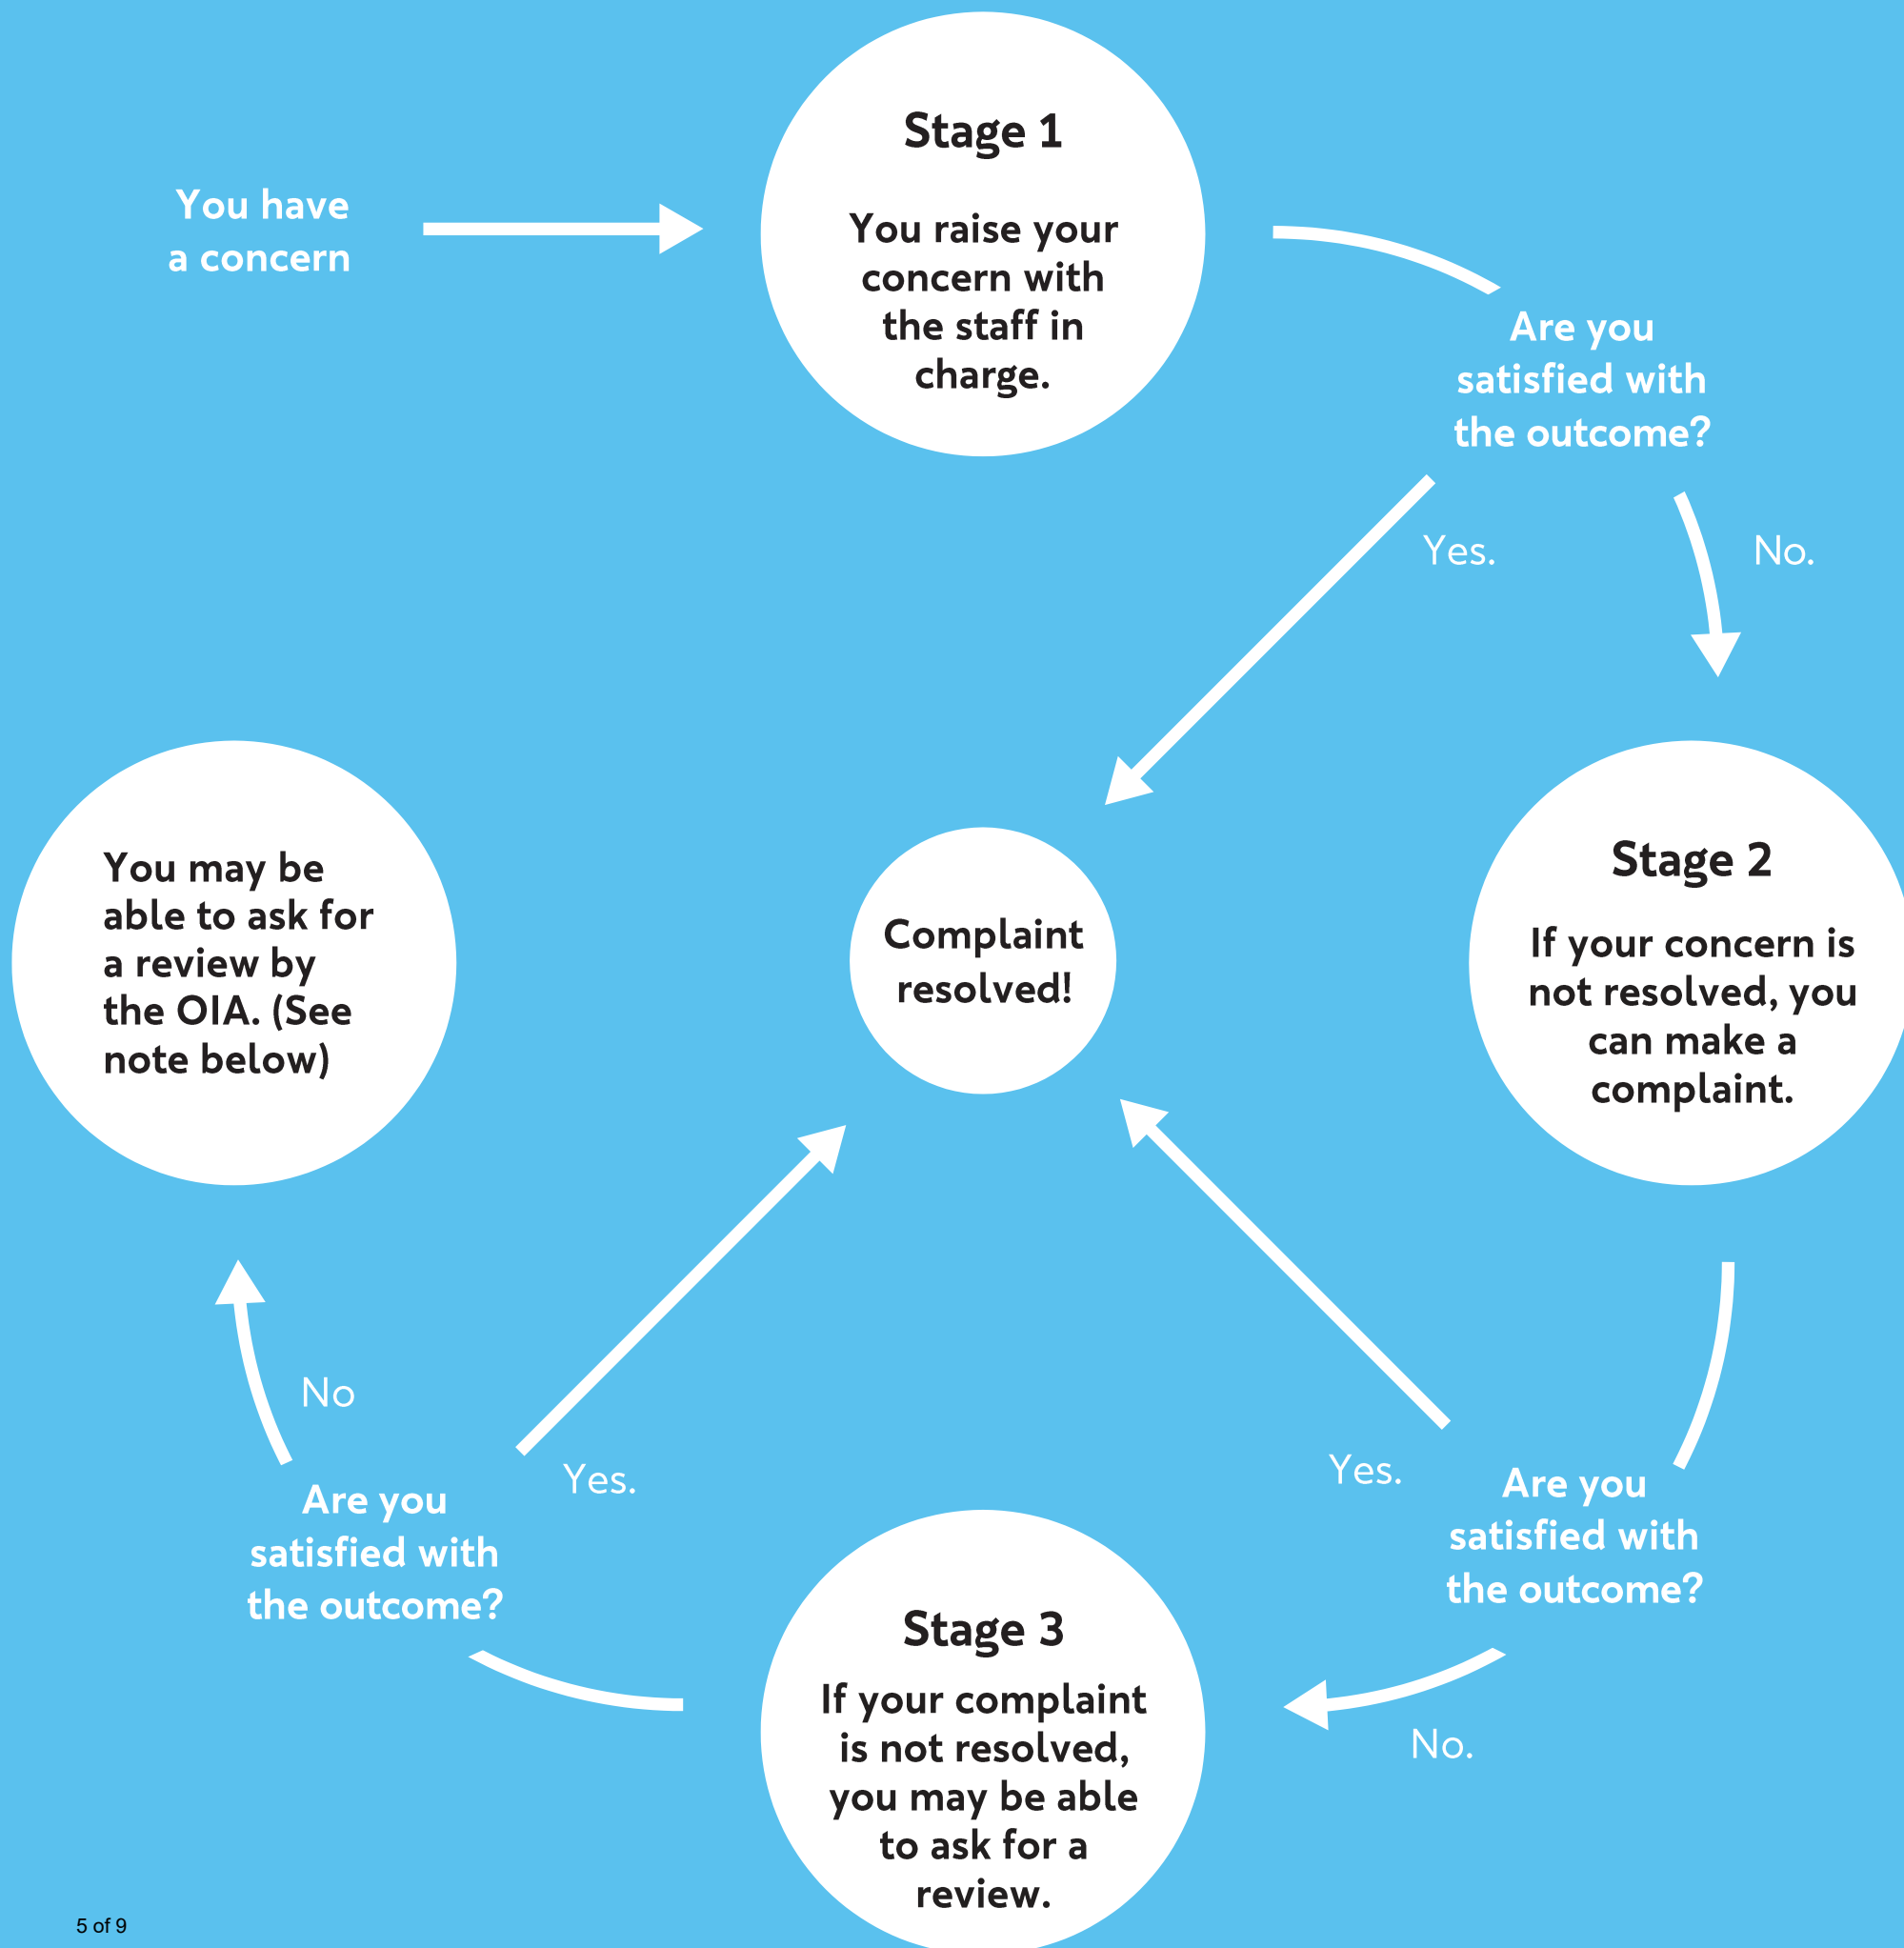 You have
a concern
Stage 1
You raise your
concern with
the staff in
charge.
Are you
satisfied with
the outcome?
Yes.
No.
Stage 2
If your concern is
not resolved, you
can make a
complaint.
Complaint
resolved!
You may be
able to ask for
a review by
the OIA. (See
note below)
Are you
satisfied with
the outcome?
Yes.
No.
Stage 3
If your complaint
is not resolved,
you may be able
to ask for a
review.
Are you
satisfied with
the outcome?
Yes.
No
5 of 9